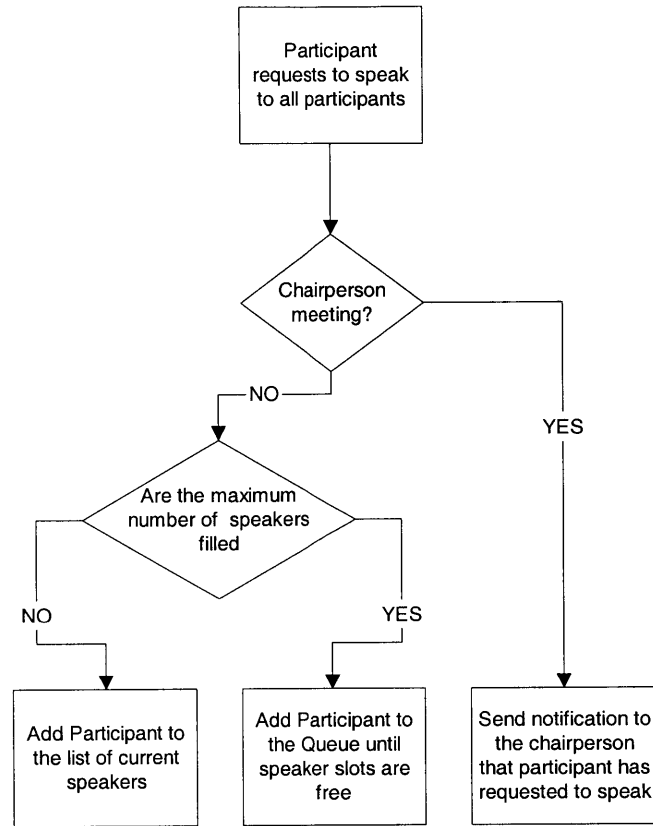 Participant
requests to speak
to all participants
Chairperson
meeting?
NO
YES
Are the maximum
number of speakers
filled
NO
YES
Add Participant to
the list of current
speakers
Add Participant to
the Queue until
speaker slots are
free
Send notification to
the chairperson
that participant has
requested to speak